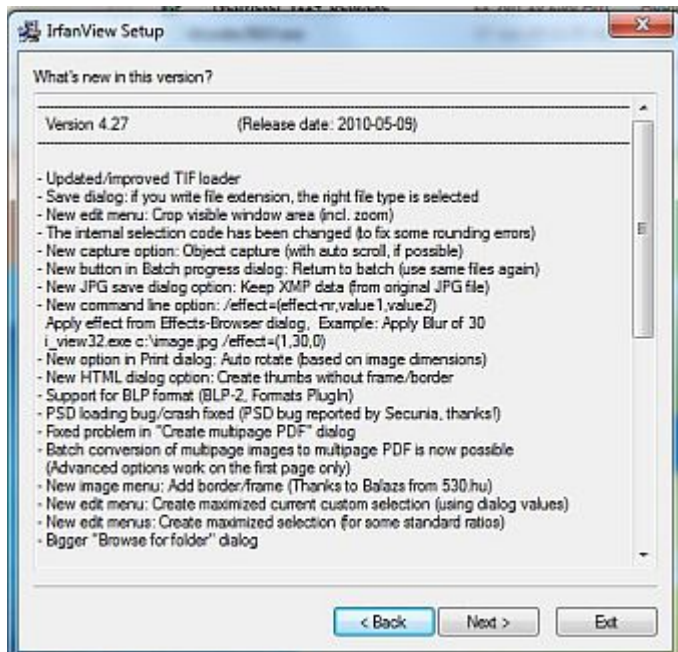 IrfanView Setup
What's new in this version?
Version 4.27 (Release date: 2010-05-09)
- Updated/improved TIF loader
- Save dialog: if you write file extension, the right file type is selected
- New edit menu: Crop visible window area (incl. zoom)
- The internal selection code has been changed (to fix some rounding errors)
- New capture option: Object capture (with auto scroll, if possible)
- New button in Batch progress dialog: Return to batch (use same files again)
- New JPG save dialog option: Keep XMP data (from original JPG file)
- New command line option: /effect=(effect-nr,value1,value2)
Apply effect from Effects-Browser dialog, Example: Apply Blur of 30
i_view32.exe c:\image.jpg /effect=(1,30,0)
- New option in Print dialog: Auto rotate (based on image dimensions)
- New HTML dialog option: Create thumbs without frame/border
- Support for BLP format (BLP-2, Formats PlugIn)
- PSD loading bug/crash fixed (PSD bug reported by Secunia, thanks!)
- Fixed problem in "Create multipage PDF" dialog
- Batch conversion of multipage images to multipage PDF is now possible
(Advanced options work on the first page only)
- New image menu: Add border/frame (Thanks to Balazs from 530.hu)
- New edit menu: Create maximized current custom selection (using dialog values)
- New edit menus: Create maximized selection (for some standard ratios)
- Bigger "Browse for folder" dialog
< Back Next > Exit